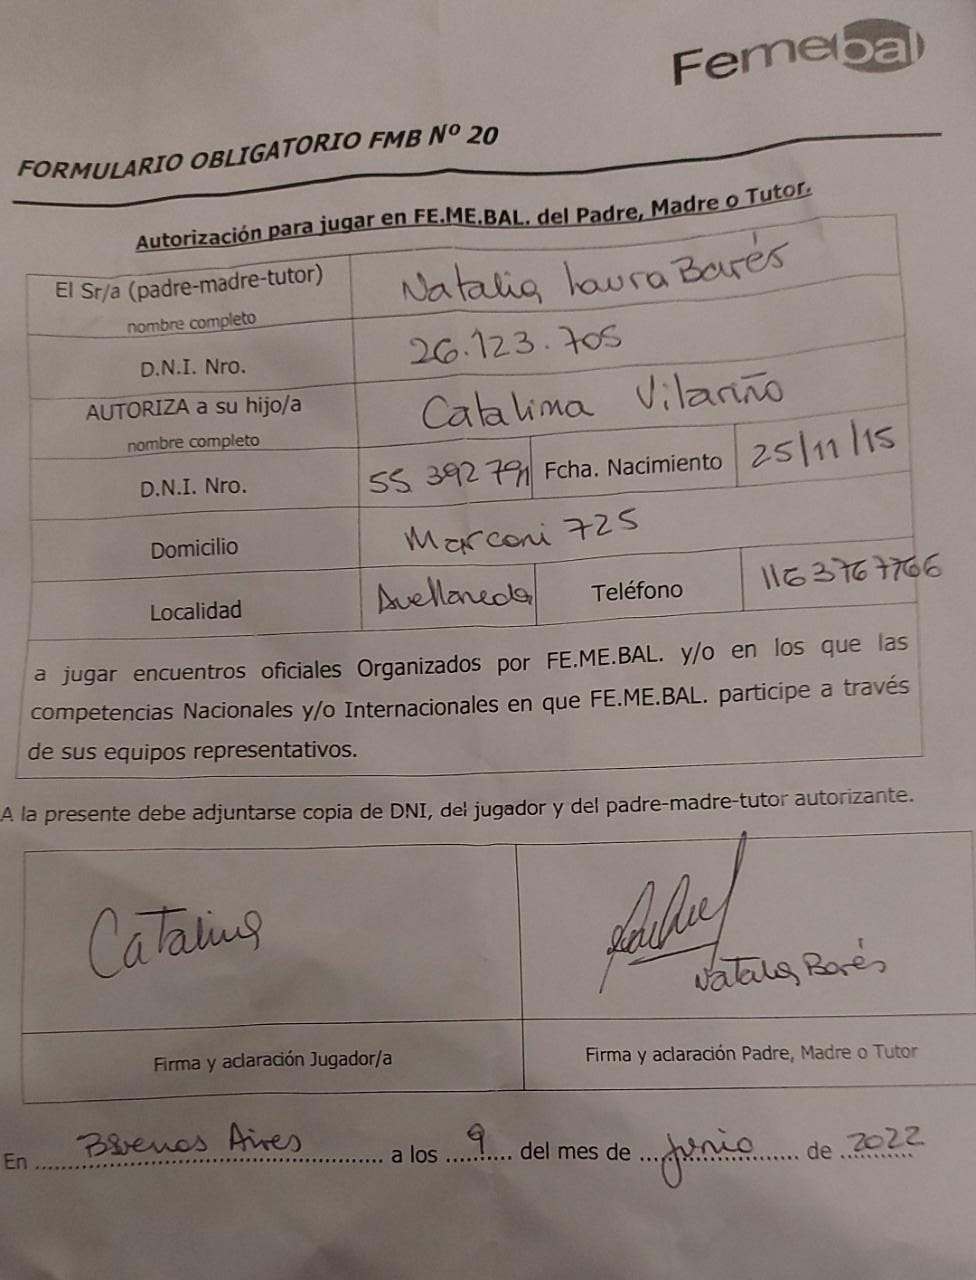 Femebal
FORMULARIO OBLIGATORIO FMB Nº 20
Autorización para jugar en FE.ME.BAL. del Padre, Madre o Tutor.
El Sr/a (padre-madre-tutor) Natalia Laura Barés
nombre completo
D.N.I. Nro. 26.123.705
AUTORIZA a su hijo/a Catalina Vilariño
nombre completo
D.N.I. Nro. 55 392 791 Fcha. Nacimiento 25/11/15
Domicilio Marconi 725
Localidad Avellaneda Teléfono 1163767766
a jugar encuentros oficiales Organizados por FE.ME.BAL. y/o en los que las
competencias Nacionales y/o Internacionales en que FE.ME.BAL. participe a través
de sus equipos representativos.
A la presente debe adjuntarse copia de DNI, del jugador y del padre-madre-tutor autorizante.
Catalina
Natalia Barés
Firma y aclaración Jugador/a Firma y aclaración Padre, Madre o Tutor
En Buenos Aires a los 9 del mes de Junio de 2022